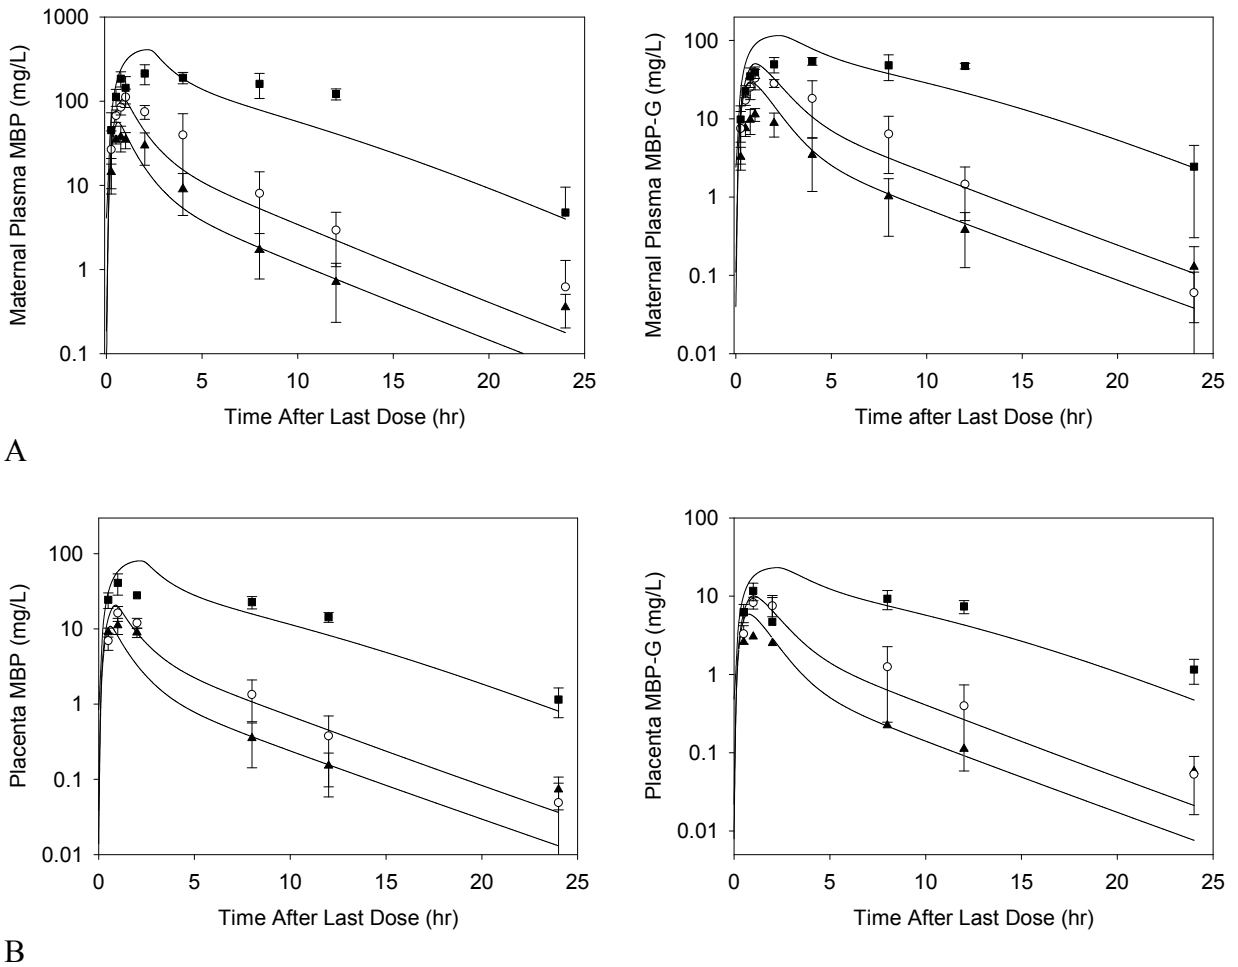 Maternal Plasma MBP (mg/L)
1000
100
10
1
0.1
0 5 10 15 20 25
Time After Last Dose (hr)
Maternal Plasma MBP-G (mg/L)
100
10
1
0.1
0.01
0 5 10 15 20 25
Time after Last Dose (hr)
A
Placenta MBP (mg/L)
100
10
1
0.1
0.01
0 5 10 15 20 25
Time After Last Dose (hr)
Placenta MBP-G (mg/L)
100
10
1
0.1
0.01
0 5 10 15 20 25
Time After Last Dose (hr)
B